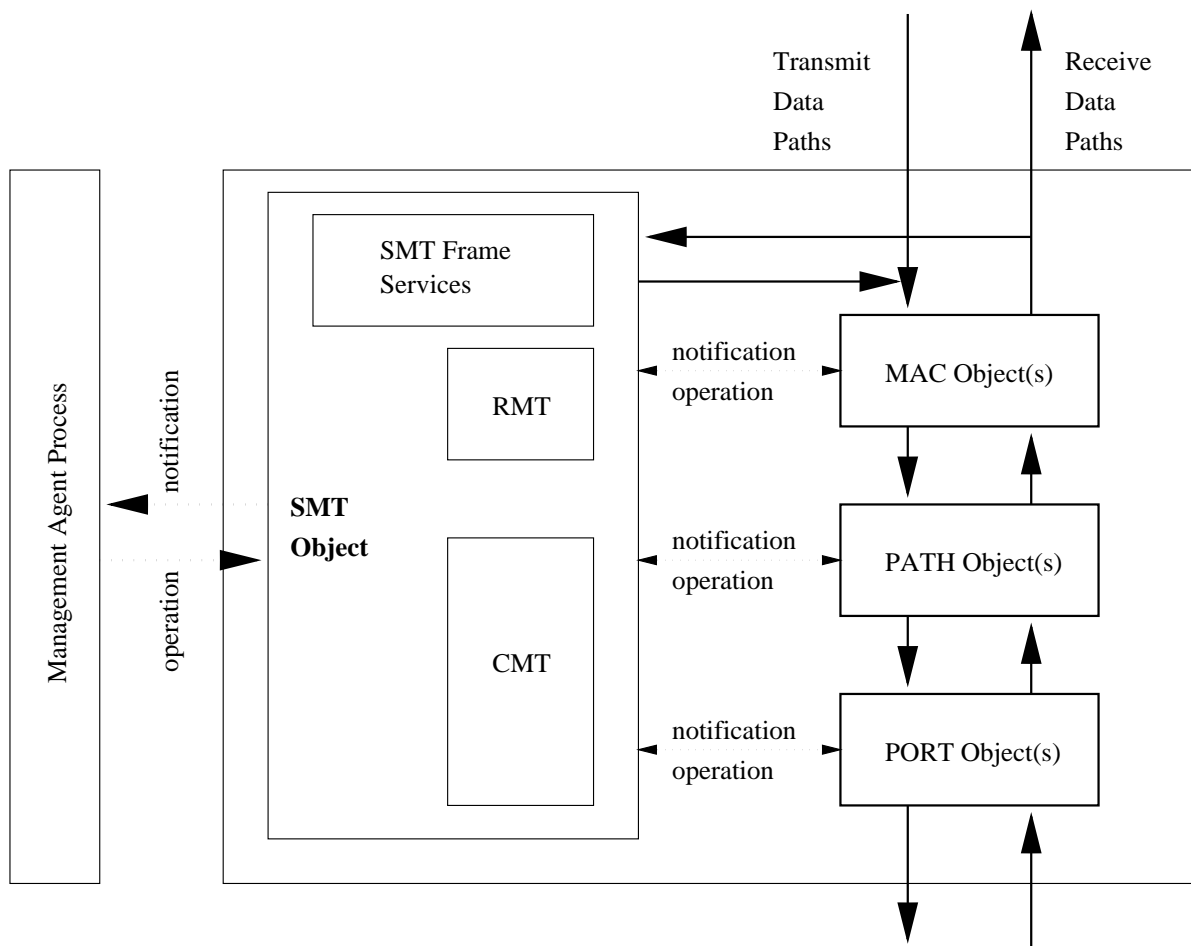 Transmit
Data
Paths
Receive
Data
Paths
Management Agent Process
notification
operation
SMT Frame
Services
RMT
SMT
Object
CMT
notification
operation
MAC Object(s)
notification
operation
PATH Object(s)
notification
operation
PORT Object(s)